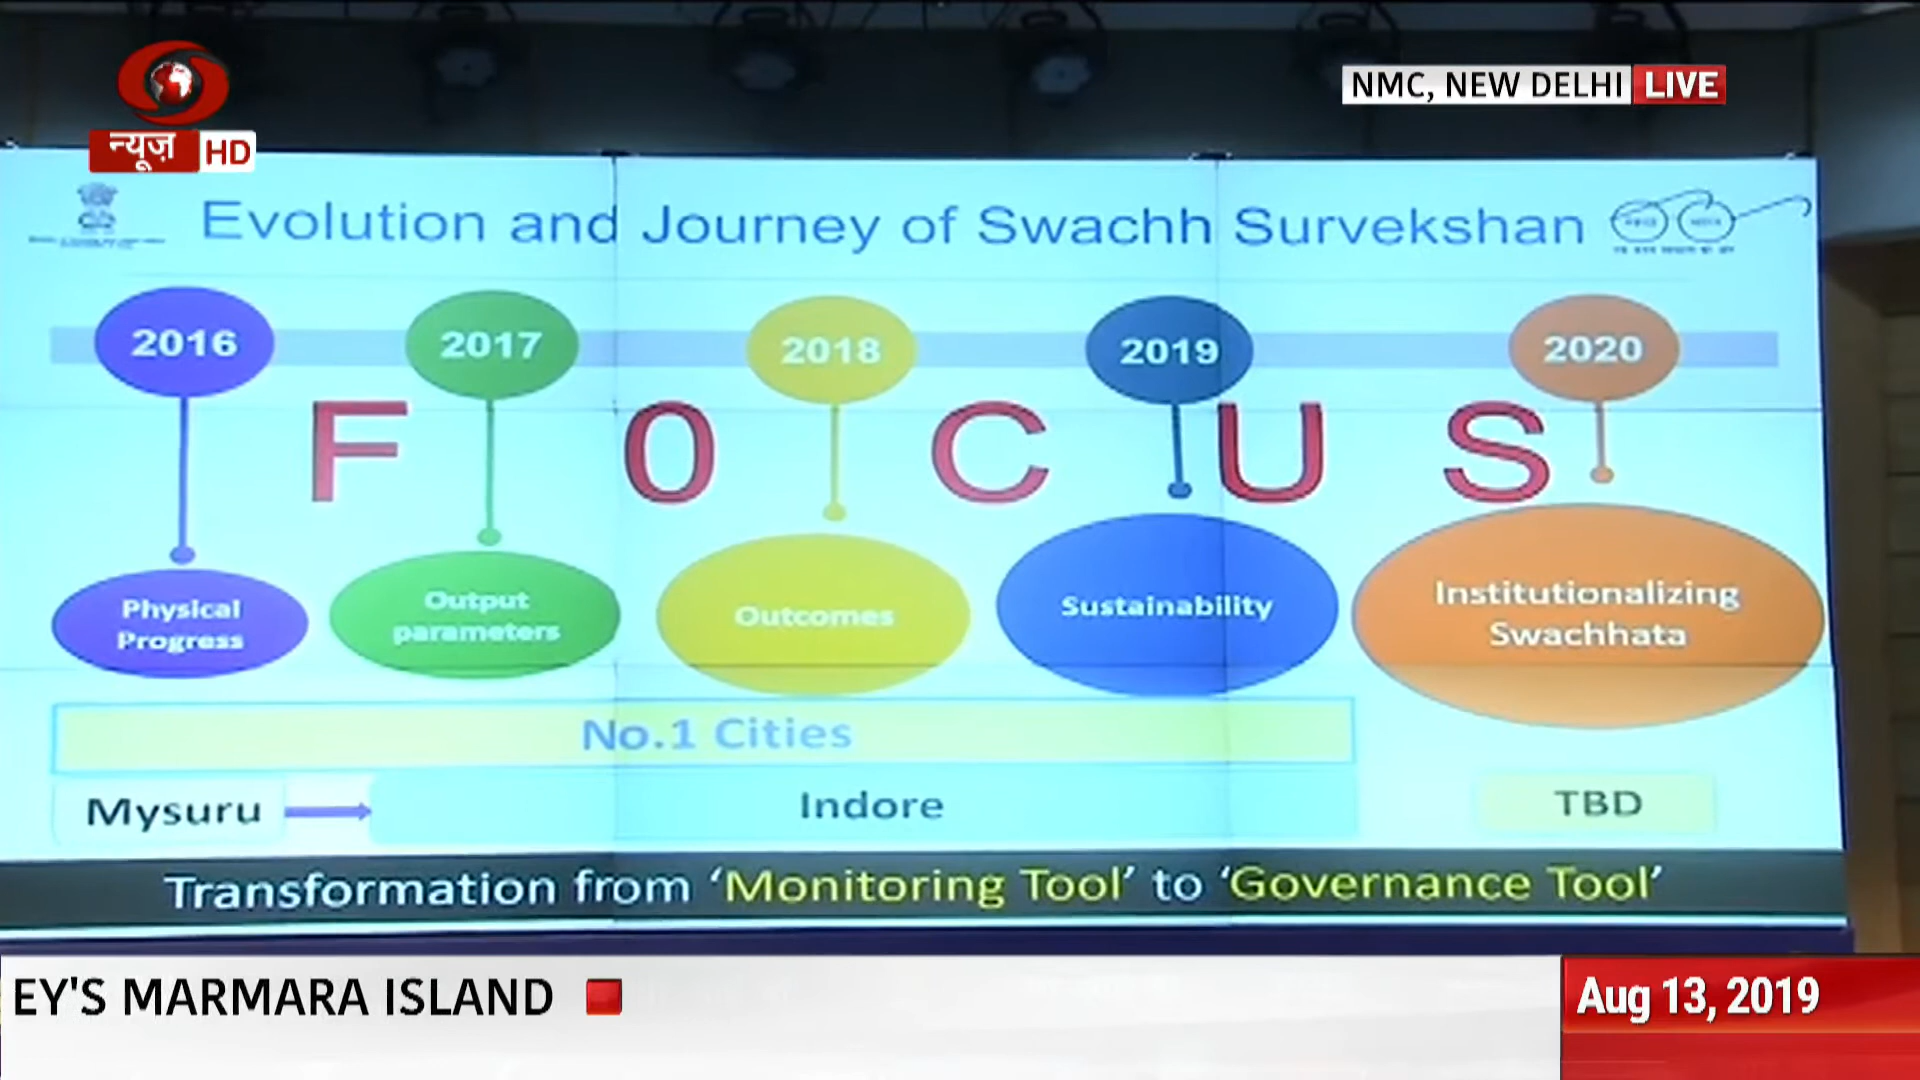 न्यूज़ HD
NMC, NEW DELHI LIVE
Evolution and Journey of Swachh Survekshan
2016 2017 2018 2019 2020
F 0 C U S
Physical
Progress
Output
parameters
Outcomes
Sustainability
Institutionalizing
Swachhata
No.1 Cities
Mysuru
Indore
TBD
Transformation from ‘Monitoring Tool’ to ‘Governance Tool’
EY'S MARMARA ISLAND
Aug 13, 2019